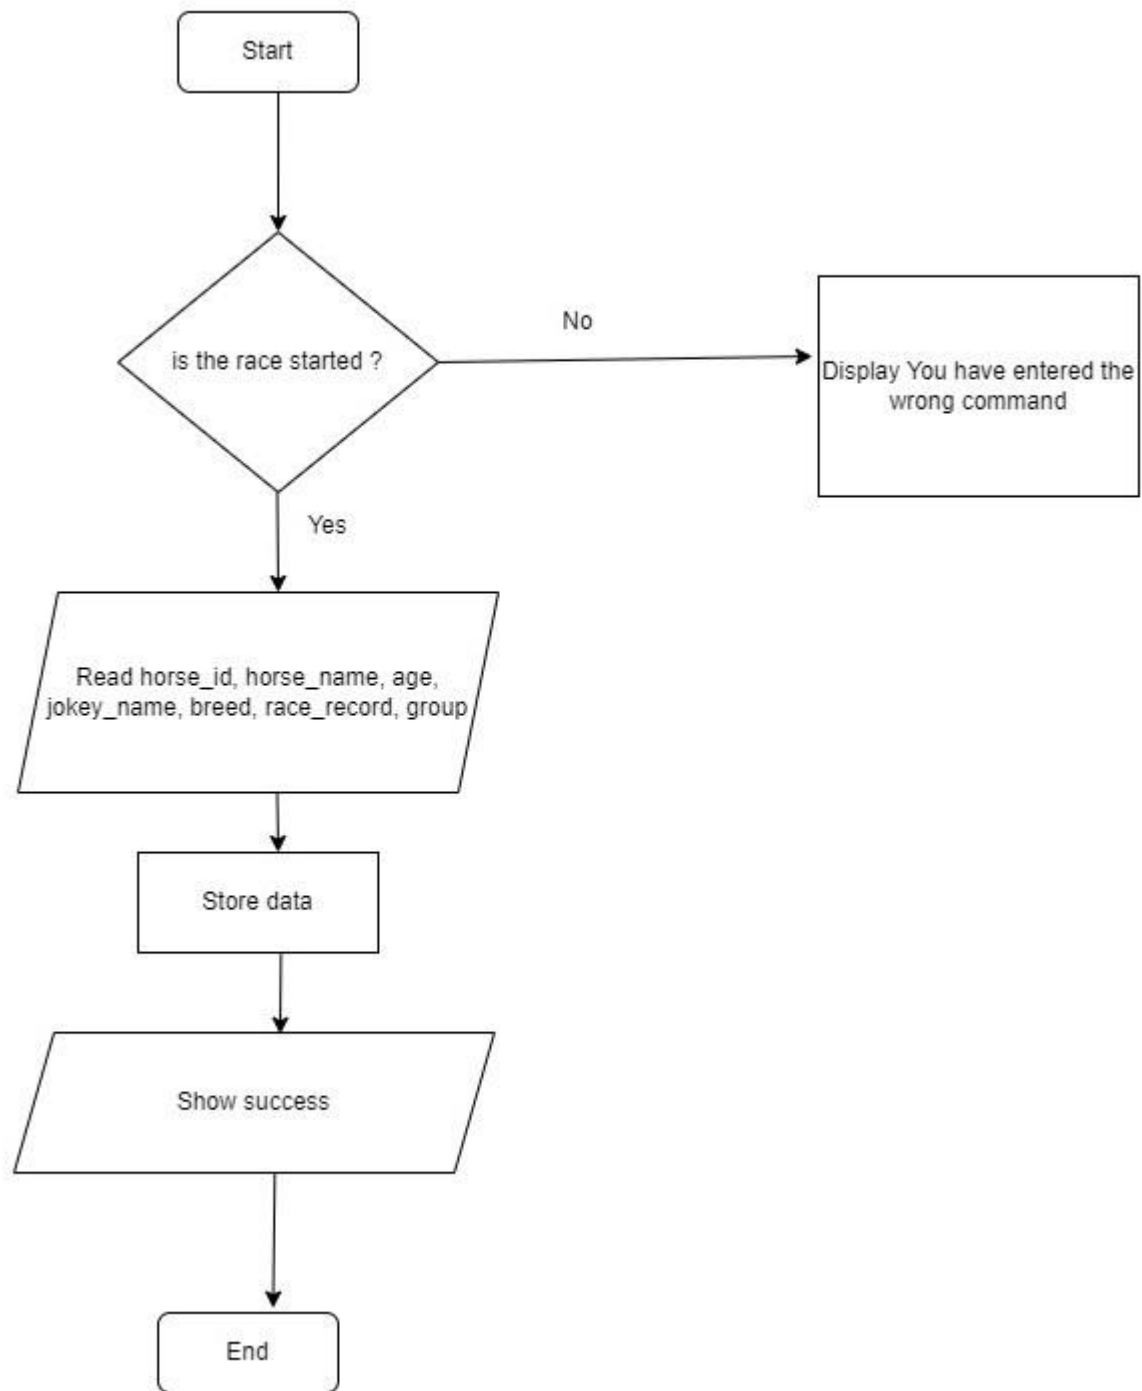 Start
is the race started ?
No
Display You have entered the
wrong command
Yes
Read horse_id, horse_name, age,
jokey_name, breed, race_record, group
Store data
Show success
End